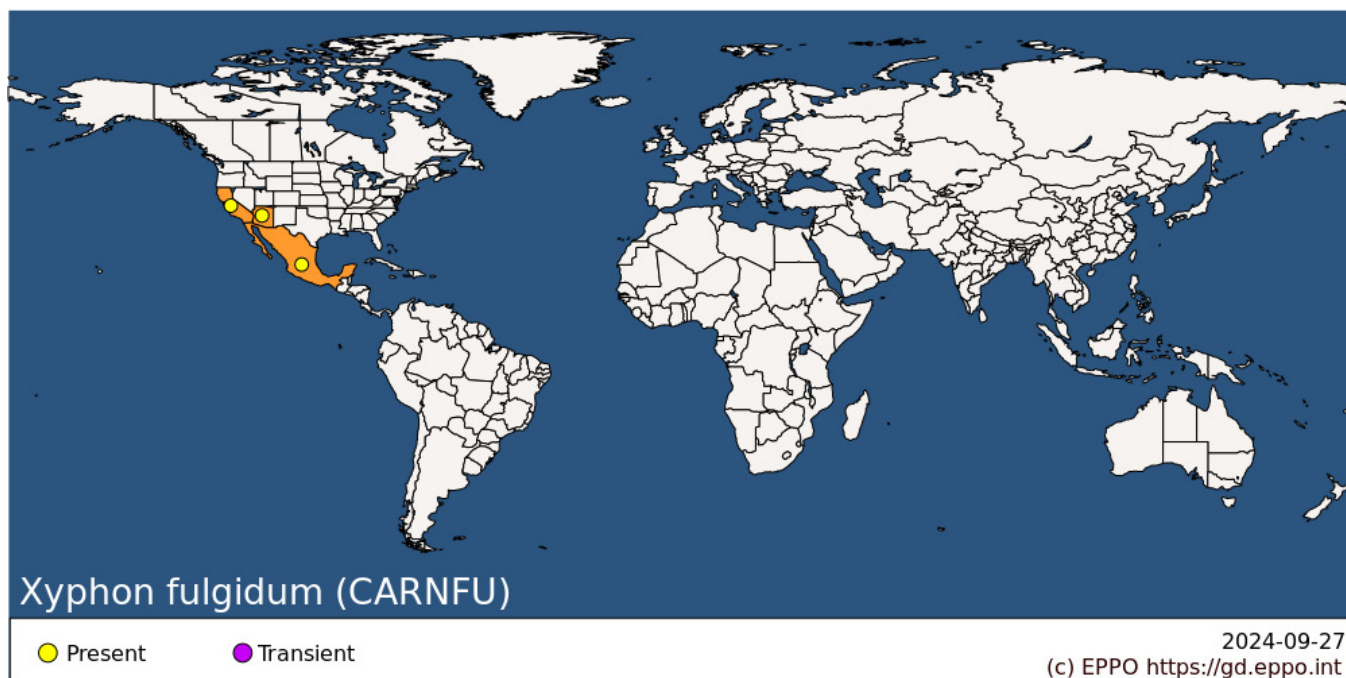 Xyphon fulgidum (CARNFU)
Present
Transient
2024-09-27
(c) EPPO https://gd.eppo.int